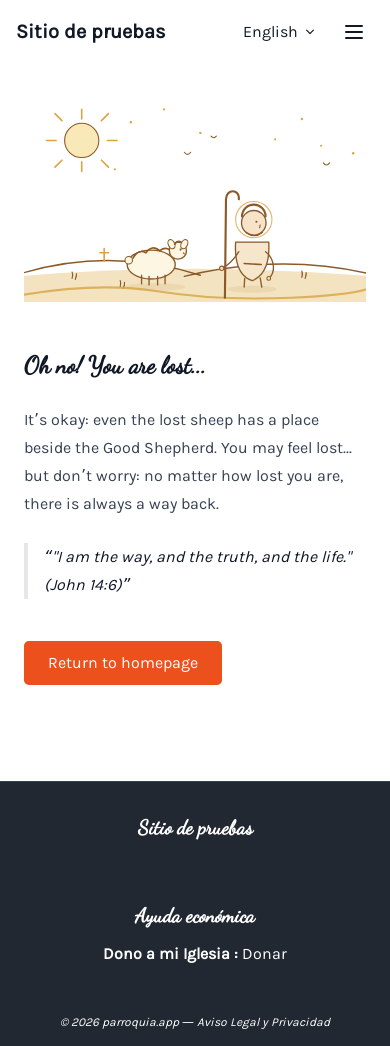 Sitio de pruebas
English
Oh no! You are lost...
It's okay: even the lost sheep has a place
beside the Good Shepherd. You may feel lost...
but don't worry: no matter how lost you are,
there is always a way back.
“"I am the way, and the truth, and the life."
(John 14:6)”
Return to homepage
Sitio de pruebas
Ayuda económica
Dono a mi Iglesia : Donar
© 2026 parroquia.app — Aviso Legal y Privacidad